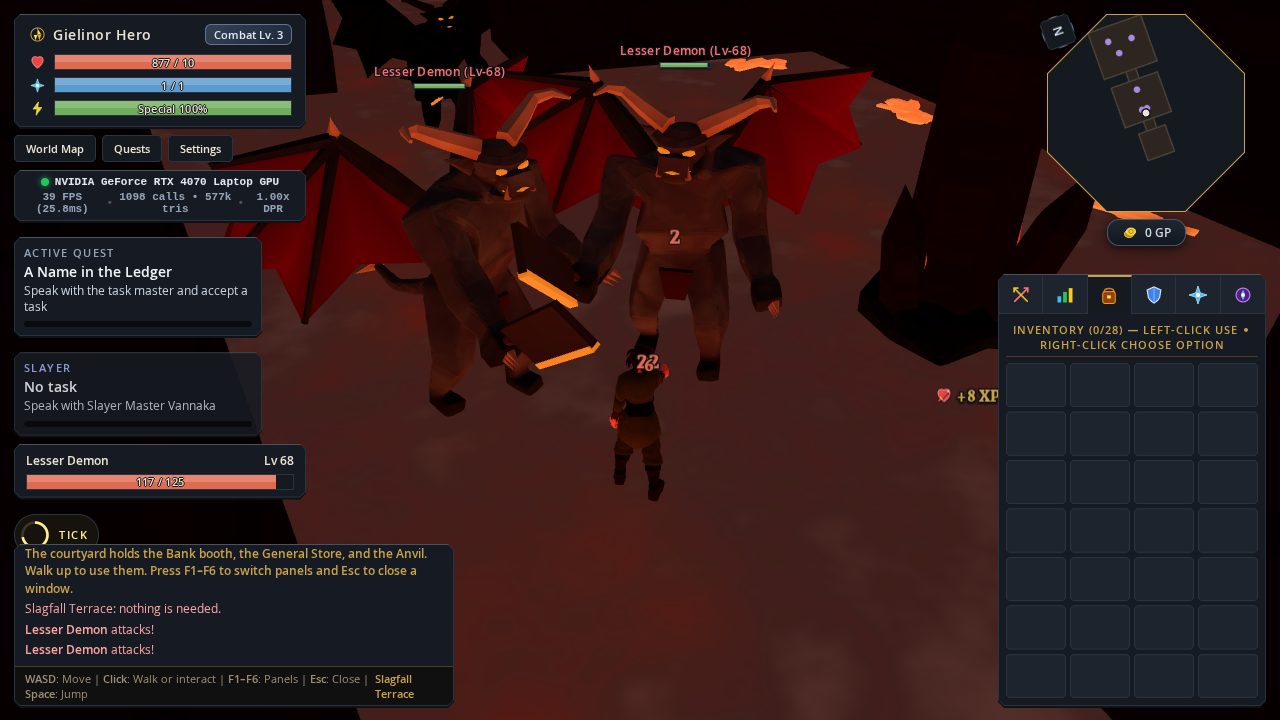 Gielinor Hero
Combat Lv. 3
877 / 10
1 / 1
Special 100%
World Map
Quests
Settings
NVIDIA GeForce RTX 4070 Laptop GPU
39 FPS • 1098 calls • 577k • 1.00x
(25.8ms) tris DPR
ACTIVE QUEST
A Name in the Ledger
Speak with the task master and accept a
task
SLAYER
No task
Speak with Slayer Master Vannaka
Lesser Demon
Lv 68
117 / 125
TICK
The courtyard holds the Bank booth, the General Store, and the Anvil.
Walk up to use them. Press F1–F6 to switch panels and Esc to close a
window.
Slagfall Terrace: nothing is needed.
Lesser Demon attacks!
Lesser Demon attacks!
WASD: Move | Click: Walk or interact | F1–F6: Panels | Esc: Close |
Space: Jump
Slagfall
Terrace
Lesser Demon (Lv-68)
Lesser Demon (Lv-68)
2
+8 XP
N
0 GP
INVENTORY (0/28) — LEFT-CLICK USE •
RIGHT-CLICK CHOOSE OPTION